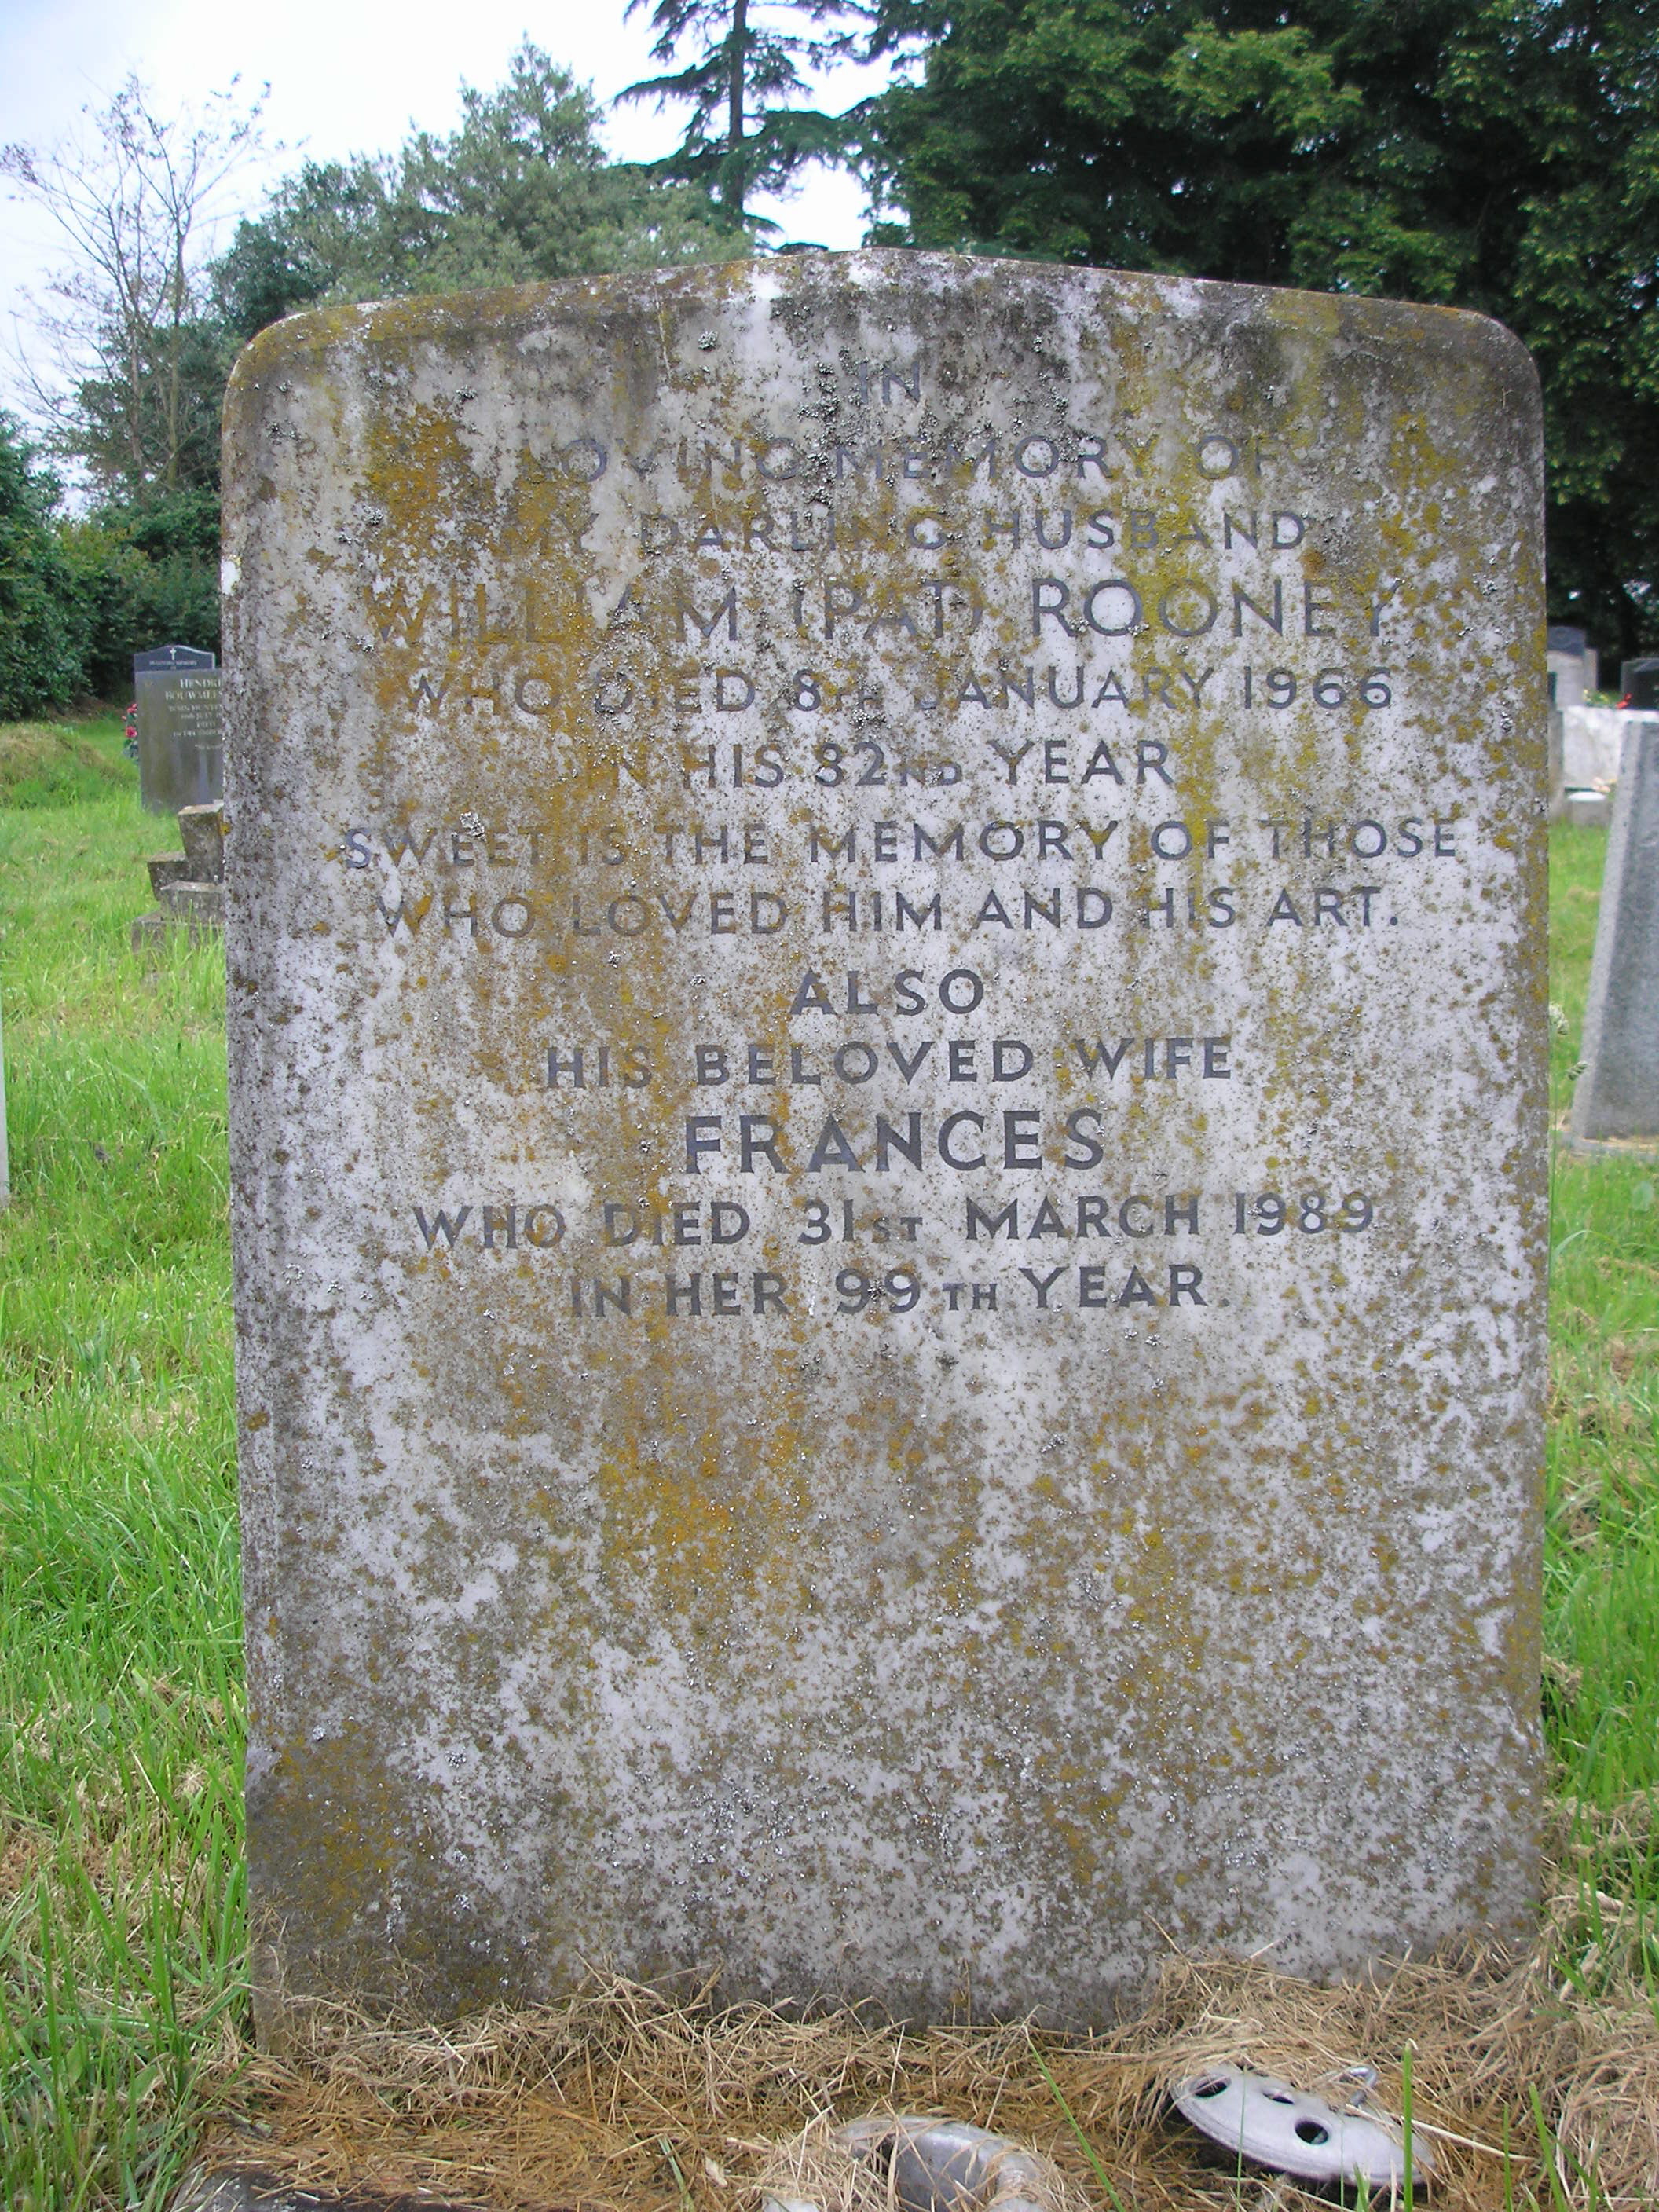 IN
LOVING MEMORY OF
MY DARLING HUSBAND
WILLIAM (PAT) ROONEY
WHO DIED 8TH JANUARY 1966
IN HIS 82ND YEAR
SWEET IS THE MEMORY OF THOSE
WHO LOVED HIM AND HIS ART.
ALSO
HIS BELOVED WIFE
FRANCES
WHO DIED 31ST MARCH 1989
IN HER 99TH YEAR.